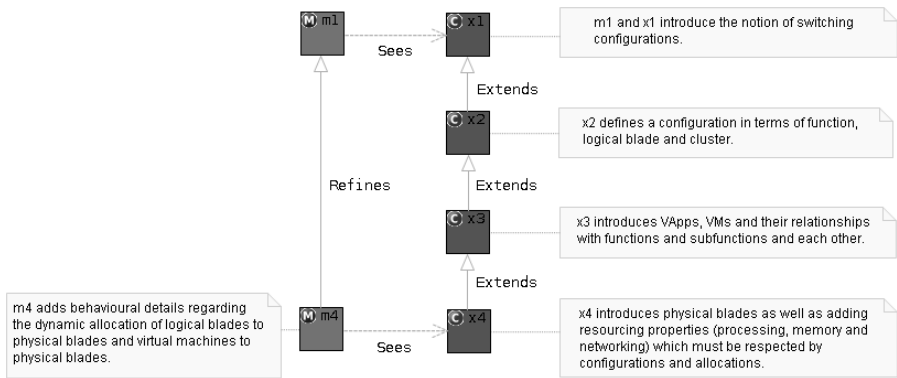 M m1
C x1
Sees
m1 and x1 introduce the notion of switching
configurations.
Extends
C x2
x2 defines a configuration in terms of function,
logical blade and cluster.
Refines
Extends
C x3
x3 introduces VApps, VMs and their relationships
with functions and subfunctions and each other.
Extends
m4 adds behavioural details regarding
the dynamic allocation of logical blades to
physical blades and virtual machines to
physical blades.
M m4
Sees
C x4
x4 introduces physical blades as well as adding
resourcing properties (processing, memory and
networking) which must be respected by
configurations and allocations.